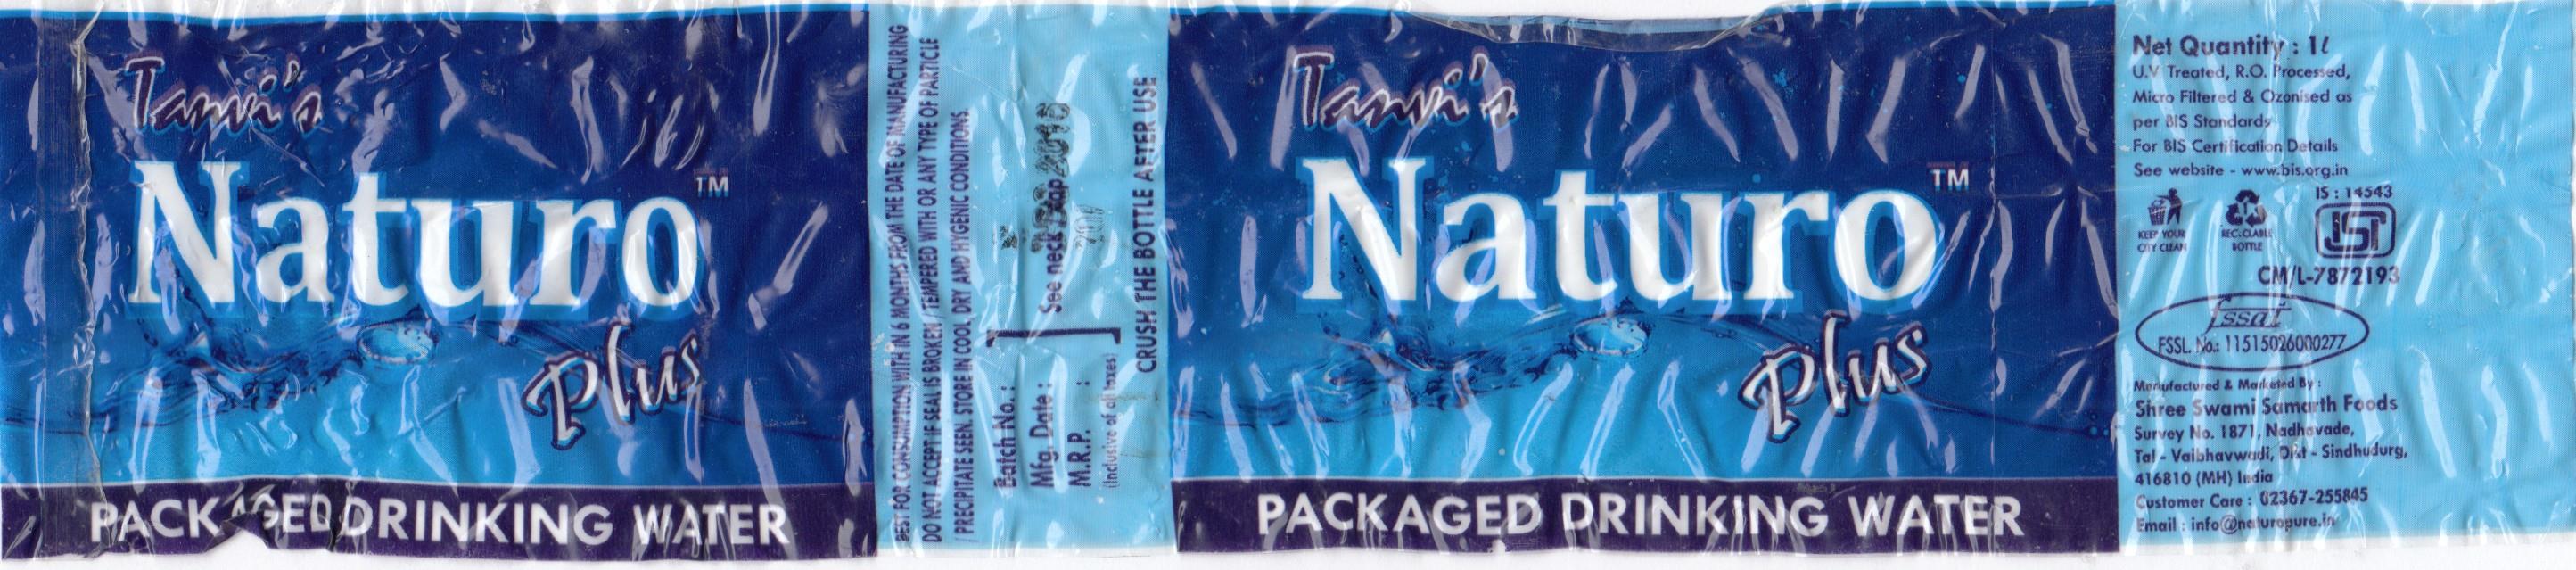 Tanvi's
Naturo™
Plus
PACKAGED DRINKING WATER
BEST FOR CONSUMPTION WITH IN 6 MONTHS FROM THE DATE OF MANUFACTURING
DO NOT ACCEPT IF SEAL IS BROKEN / TEMPERED WITH OR ANY TYPE OF PARTICLE
/ PRECIPITATE SEEN. STORE IN COOL DRY AND HYGENIC CONDITIONS.
Batch No. :
Mfg. Date :
M.R.P. :
(Inclusive of all taxes)
See neck
CRUSH THE BOTTLE AFTER USE
Tanvi's
Naturo™
Plus
PACKAGED DRINKING WATER
Net Quantity : 1ℓ
U.V Treated, R.O. Processed,
Micro Filtered & Ozonised as
per BIS Standards
For BIS Certification Details
See website - www.bis.org.in
KEEP YOUR
CITY CLEAN
REC.CLABLE
BOTTLE
IS : 14543
ISI
CM/L-7872193
fssai
FSSL. No.: 11515026000277
Manufactured & Marketed By :
Shree Swami Samarth Foods
Survey No. 1871, Nadhavade,
Tal - Vaibhavwadi, Dist - Sindhudurg,
416810 (MH) India
Customer Care : 02367-255845
Email : info@naturopure.in